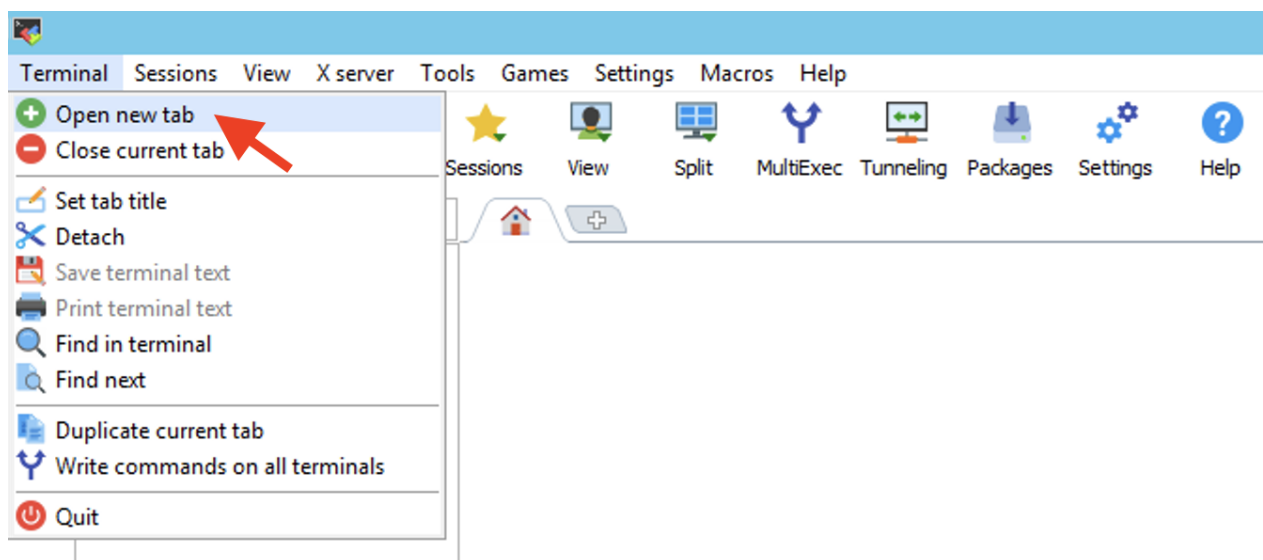 Terminal Sessions View X server Tools Games Settings Macros Help
Open new tab
Close current tab
Set tab title
Detach
Save terminal text
Print terminal text
Find in terminal
Find next
Duplicate current tab
Write commands on all terminals
Quit
Sessions View Split MultiExec Tunneling Packages Settings Help